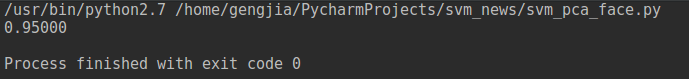 /usr/bin/python2.7 /home/gengjia/PycharmProjects/svm_news/svm_pca_face.py
0.95000
Process finished with exit code 0